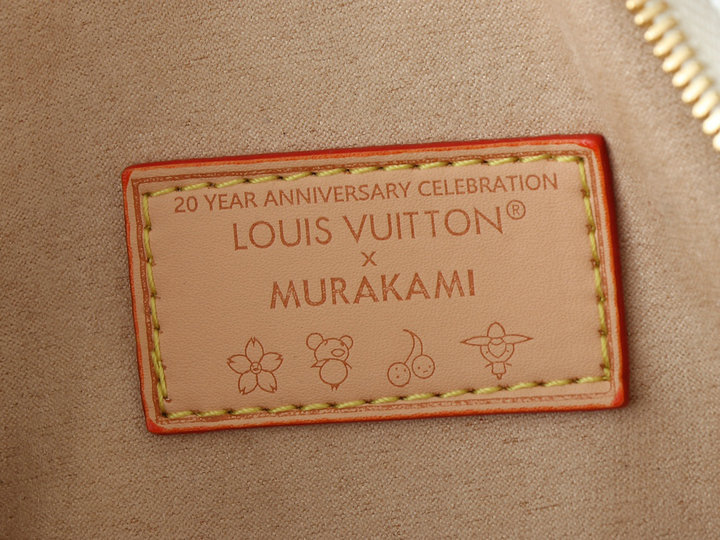 20 YEAR ANNIVERSARY CELEBRATION
LOUIS VUITTON®
x
MURAKAMI